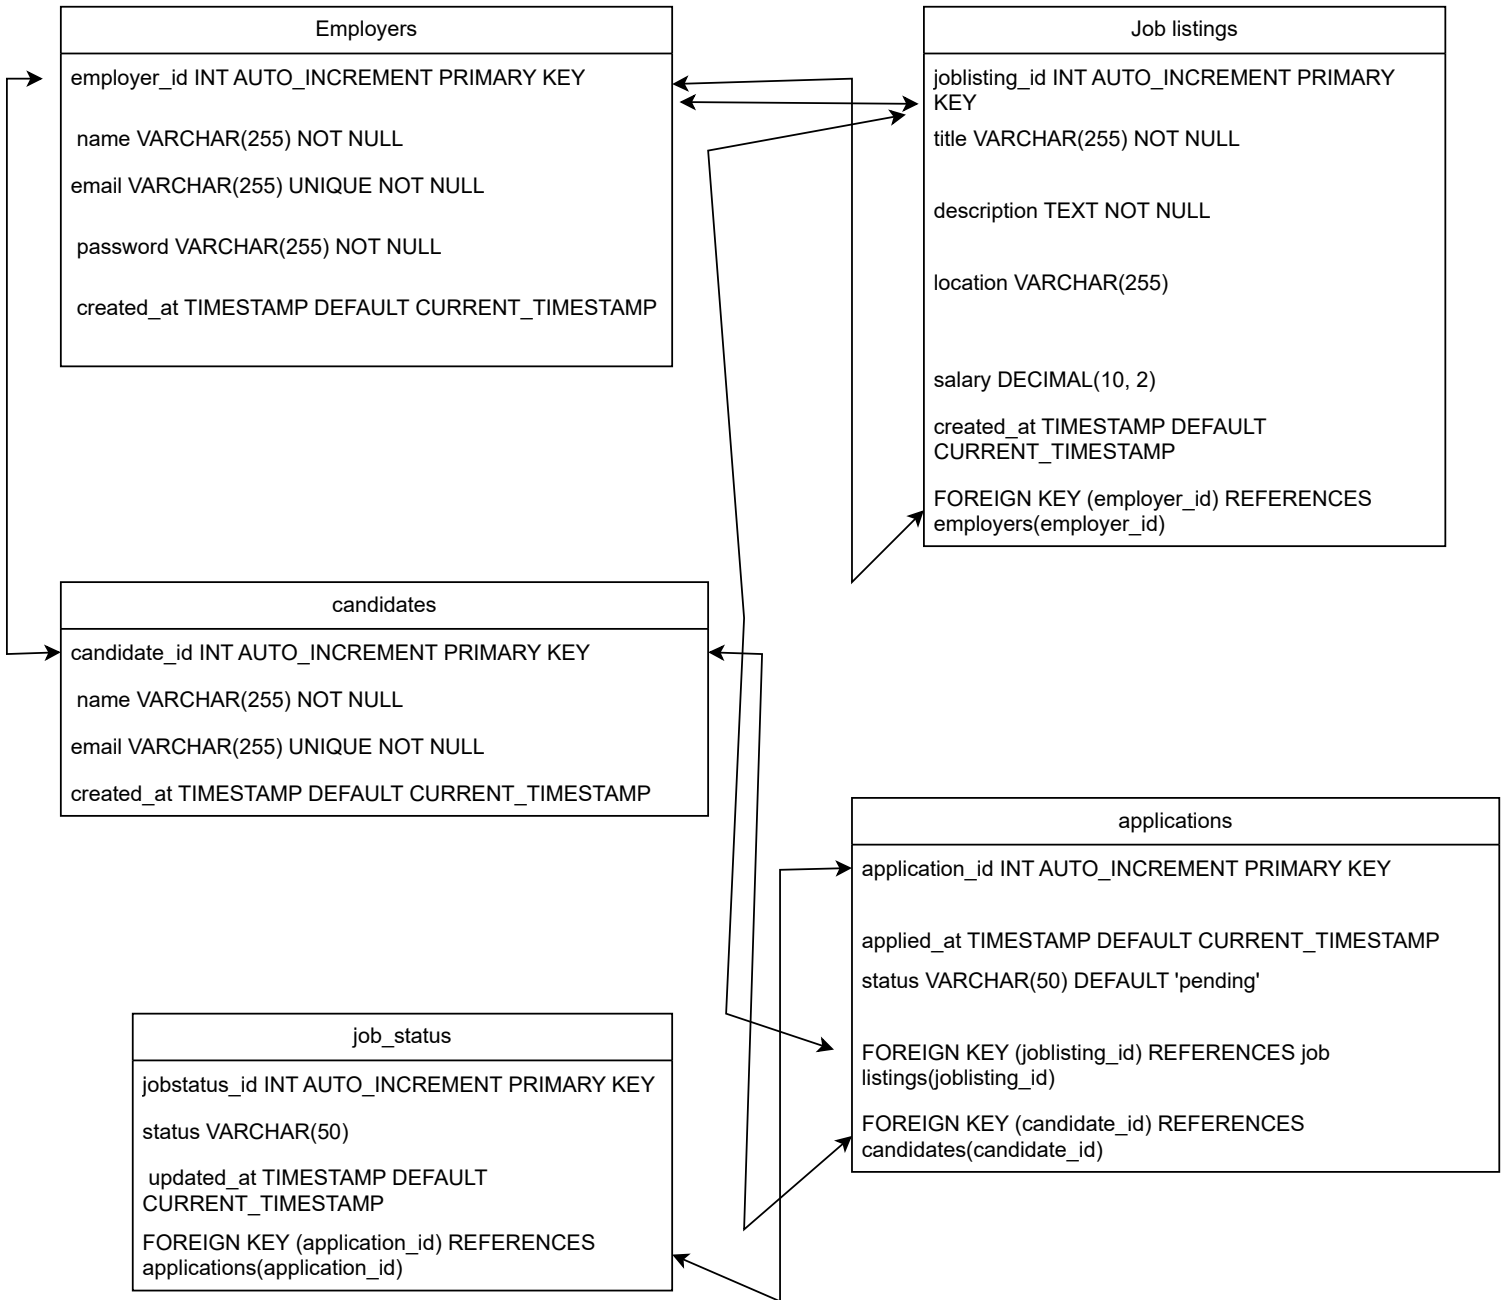 Employers
employer_id INT AUTO_INCREMENT PRIMARY KEY
name VARCHAR(255) NOT NULL
email VARCHAR(255) UNIQUE NOT NULL
password VARCHAR(255) NOT NULL
created_at TIMESTAMP DEFAULT CURRENT_TIMESTAMP
Job listings
joblisting_id INT AUTO_INCREMENT PRIMARY
KEY
title VARCHAR(255) NOT NULL
description TEXT NOT NULL
location VARCHAR(255)
salary DECIMAL(10, 2)
created_at TIMESTAMP DEFAULT
CURRENT_TIMESTAMP
FOREIGN KEY (employer_id) REFERENCES
employers(employer_id)
candidates
candidate_id INT AUTO_INCREMENT PRIMARY KEY
name VARCHAR(255) NOT NULL
email VARCHAR(255) UNIQUE NOT NULL
created_at TIMESTAMP DEFAULT CURRENT_TIMESTAMP
applications
application_id INT AUTO_INCREMENT PRIMARY KEY
applied_at TIMESTAMP DEFAULT CURRENT_TIMESTAMP
status VARCHAR(50) DEFAULT 'pending'
FOREIGN KEY (joblisting_id) REFERENCES job
listings(joblisting_id)
FOREIGN KEY (candidate_id) REFERENCES
candidates(candidate_id)
job_status
jobstatus_id INT AUTO_INCREMENT PRIMARY KEY
status VARCHAR(50)
updated_at TIMESTAMP DEFAULT
CURRENT_TIMESTAMP
FOREIGN KEY (application_id) REFERENCES
applications(application_id)